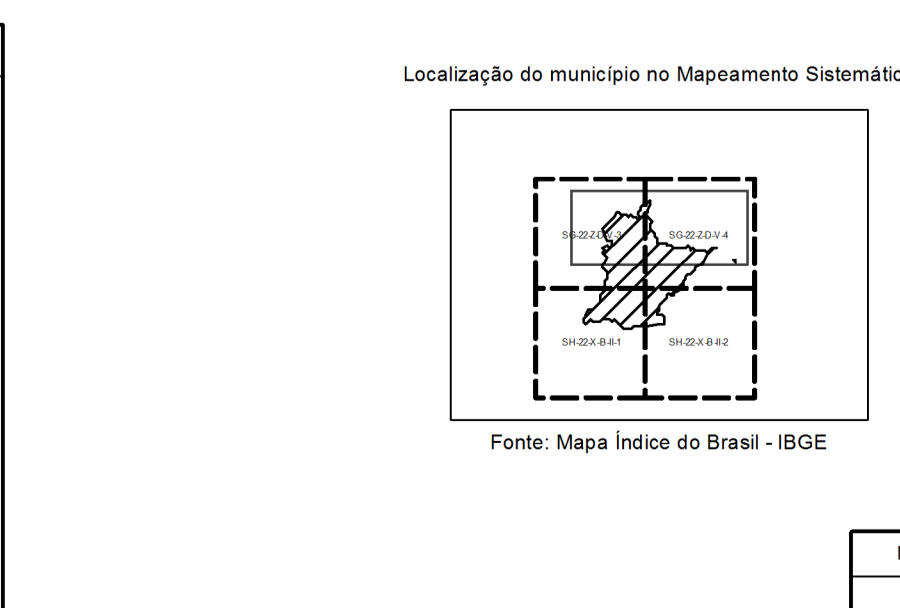 Localização do município no Mapeamento Sistemátic
SG-22-Z-D-V-3
SG-22-Z-D-V-4
SH-22-X-B-II-1
SH-22-X-B-II-2
Fonte: Mapa Índice do Brasil - IBGE